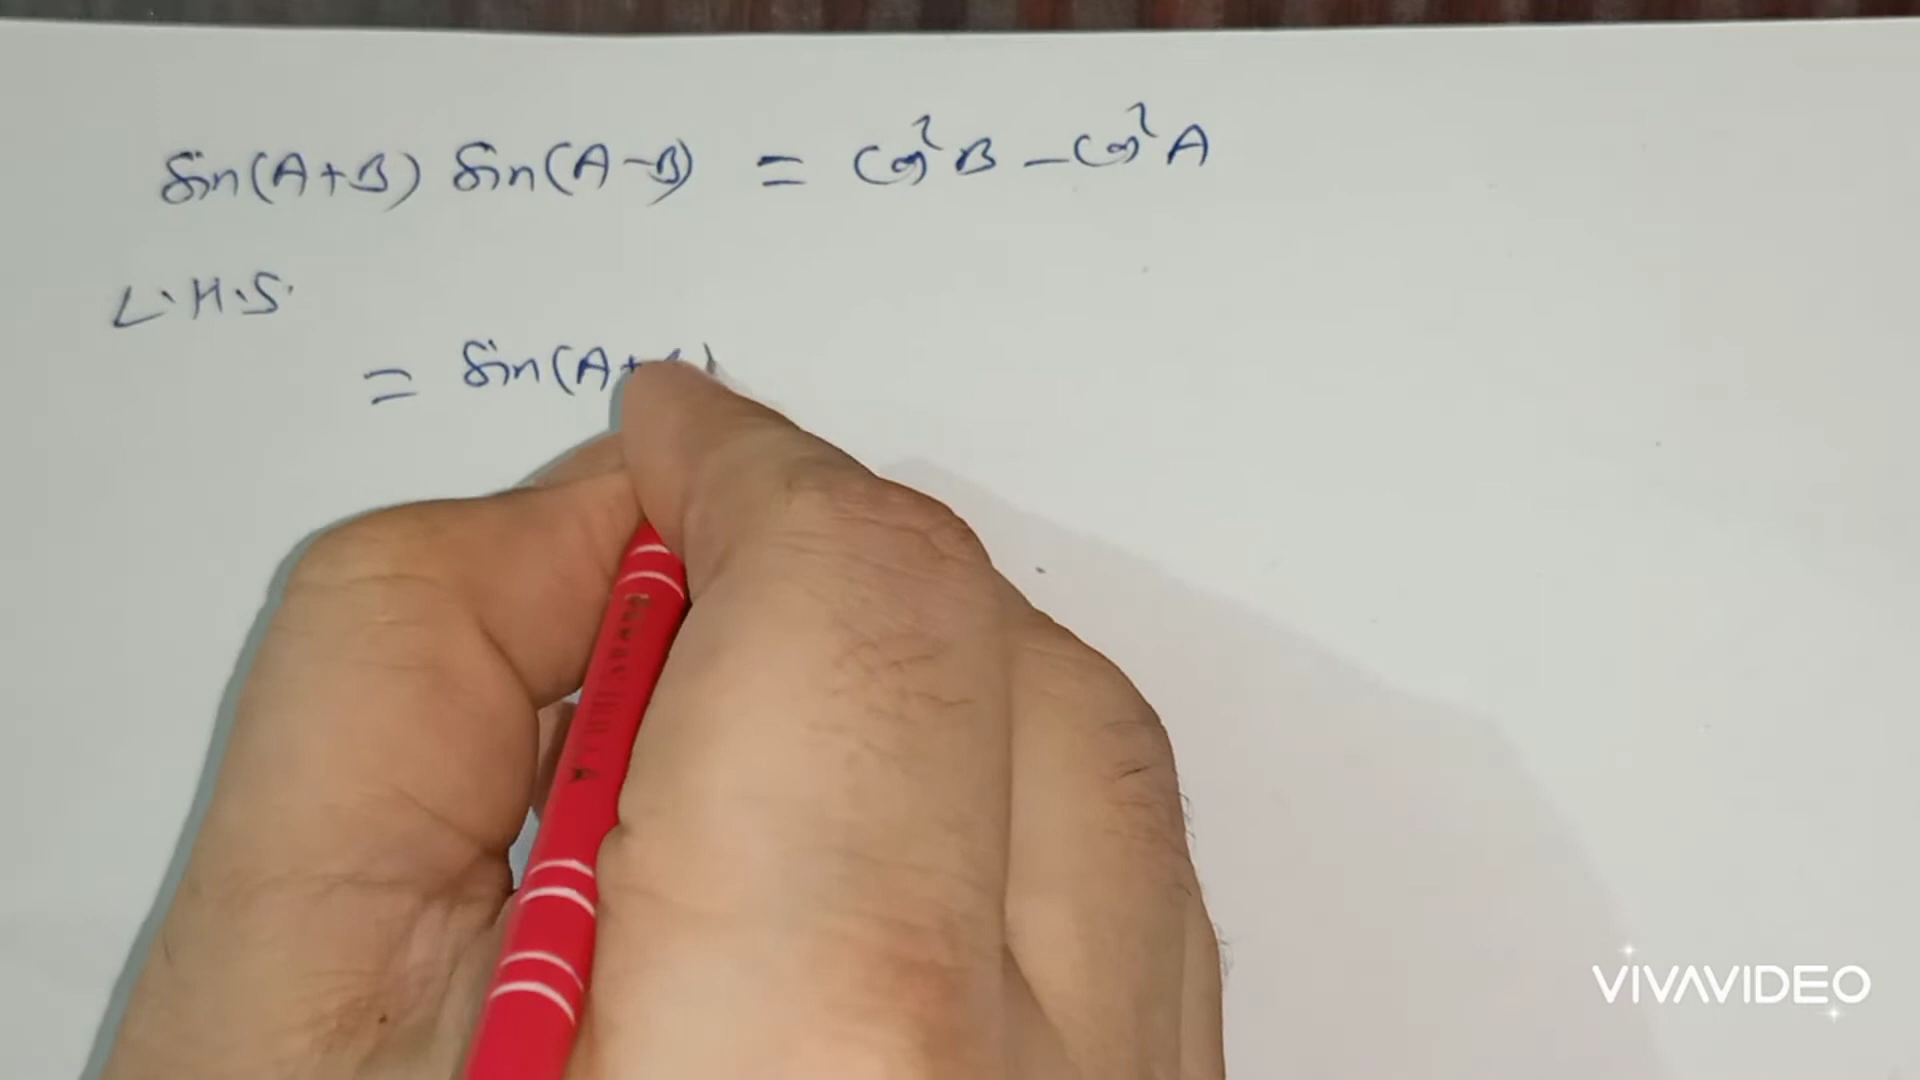 Sin(A+B) Sin(A-B) = Cos²B - Cos²A
L.H.S.
= Sin(A+B)
VIVAVIDEO